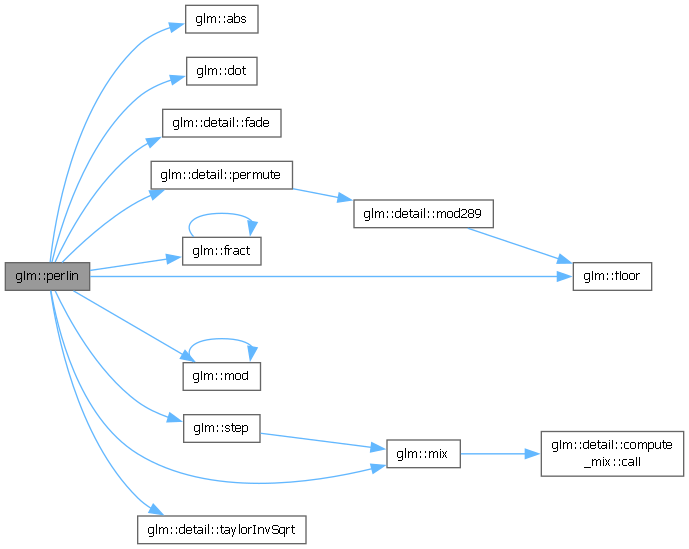 glm::abs
glm::dot
glm::detail::fade
glm::detail::permute
glm::detail::mod289
glm::fract
glm::perlin
glm::floor
glm::mod
glm::step
glm::mix
glm::detail::compute
_mix::call
glm::detail::taylorInvSqrt